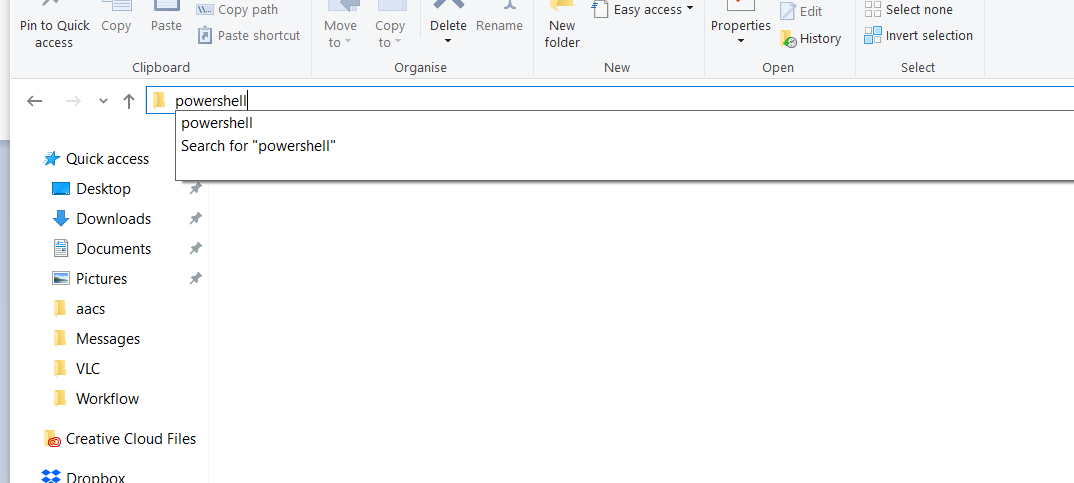 Pin to Quick access
Copy
Paste
Copy path
Paste shortcut
Clipboard
Move to
Copy to
Delete
Rename
Organise
New folder
Easy access
New
Properties
Edit
History
Open
Select none
Invert selection
Select
powershell
powershell
Search for "powershell"
Quick access
Desktop
Downloads
Documents
Pictures
aacs
Messages
VLC
Workflow
Creative Cloud Files
Dropbox